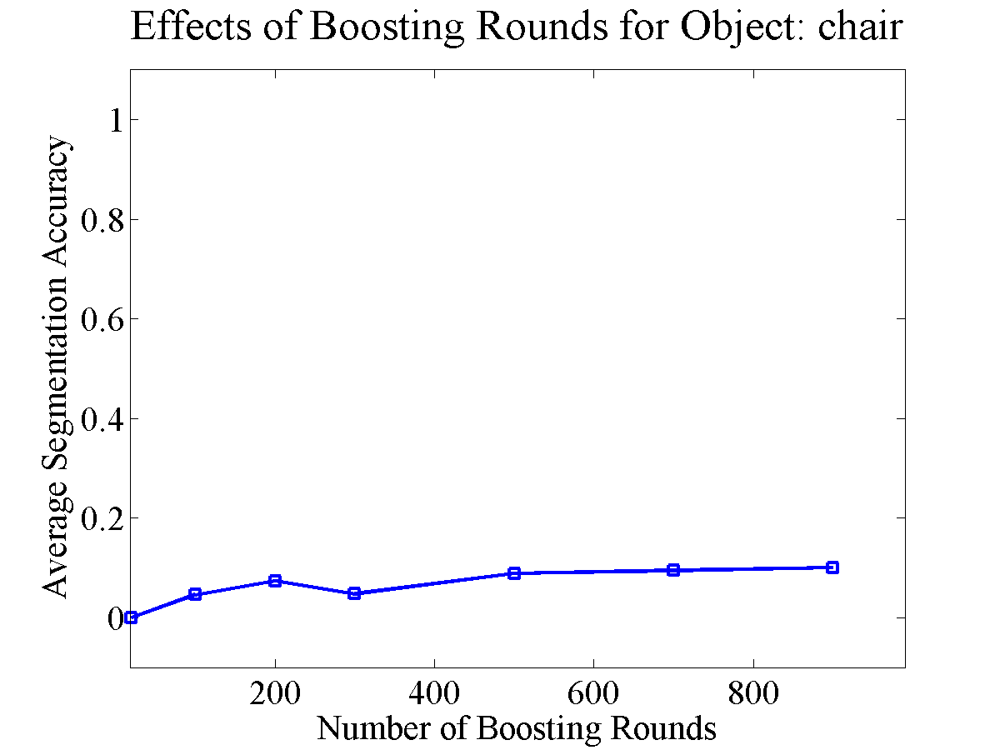 Effects of Boosting Rounds for Object: chair
Average Segmentation Accuracy
1
0.8
0.6
0.4
0.2
0
200 400 600 800
Number of Boosting Rounds